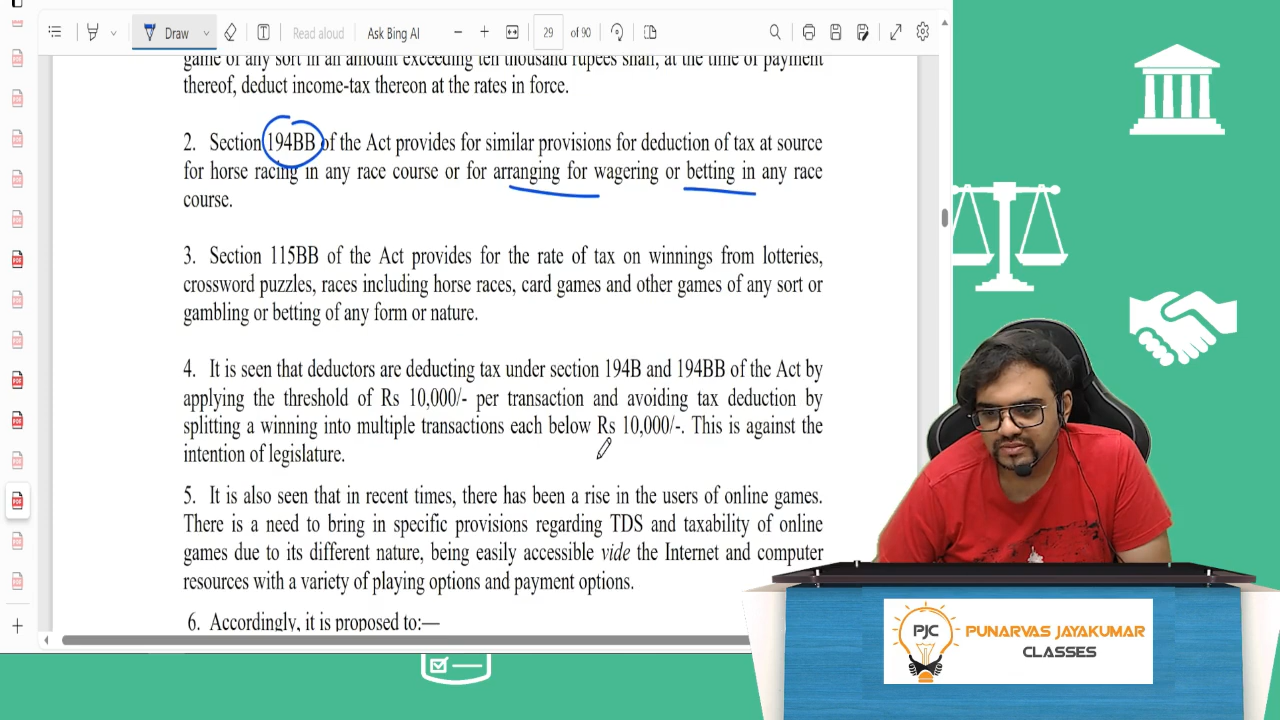 Draw
Read aloud
Ask Bing AI
29
of 90
game of any sort in an amount exceeding ten thousand rupees shall, at the time of payment
thereof, deduct income-tax thereon at the rates in force.
2. Section 194BB of the Act provides for similar provisions for deduction of tax at source
for horse racing in any race course or for arranging for wagering or betting in any race
course.
3. Section 115BB of the Act provides for the rate of tax on winnings from lotteries,
crossword puzzles, races including horse races, card games and other games of any sort or
gambling or betting of any form or nature.
4. It is seen that deductors are deducting tax under section 194B and 194BB of the Act by
applying the threshold of Rs 10,000/- per transaction and avoiding tax deduction by
splitting a winning into multiple transactions each below Rs 10,000/-. This is against the
intention of legislature.
5. It is also seen that in recent times, there has been a rise in the users of online games.
There is a need to bring in specific provisions regarding TDS and taxability of online
games due to its different nature, being easily accessible vide the Internet and computer
resources with a variety of playing options and payment options.
6. Accordingly, it is proposed to:—
PJC
PUNARVAS JAYAKUMAR
CLASSES